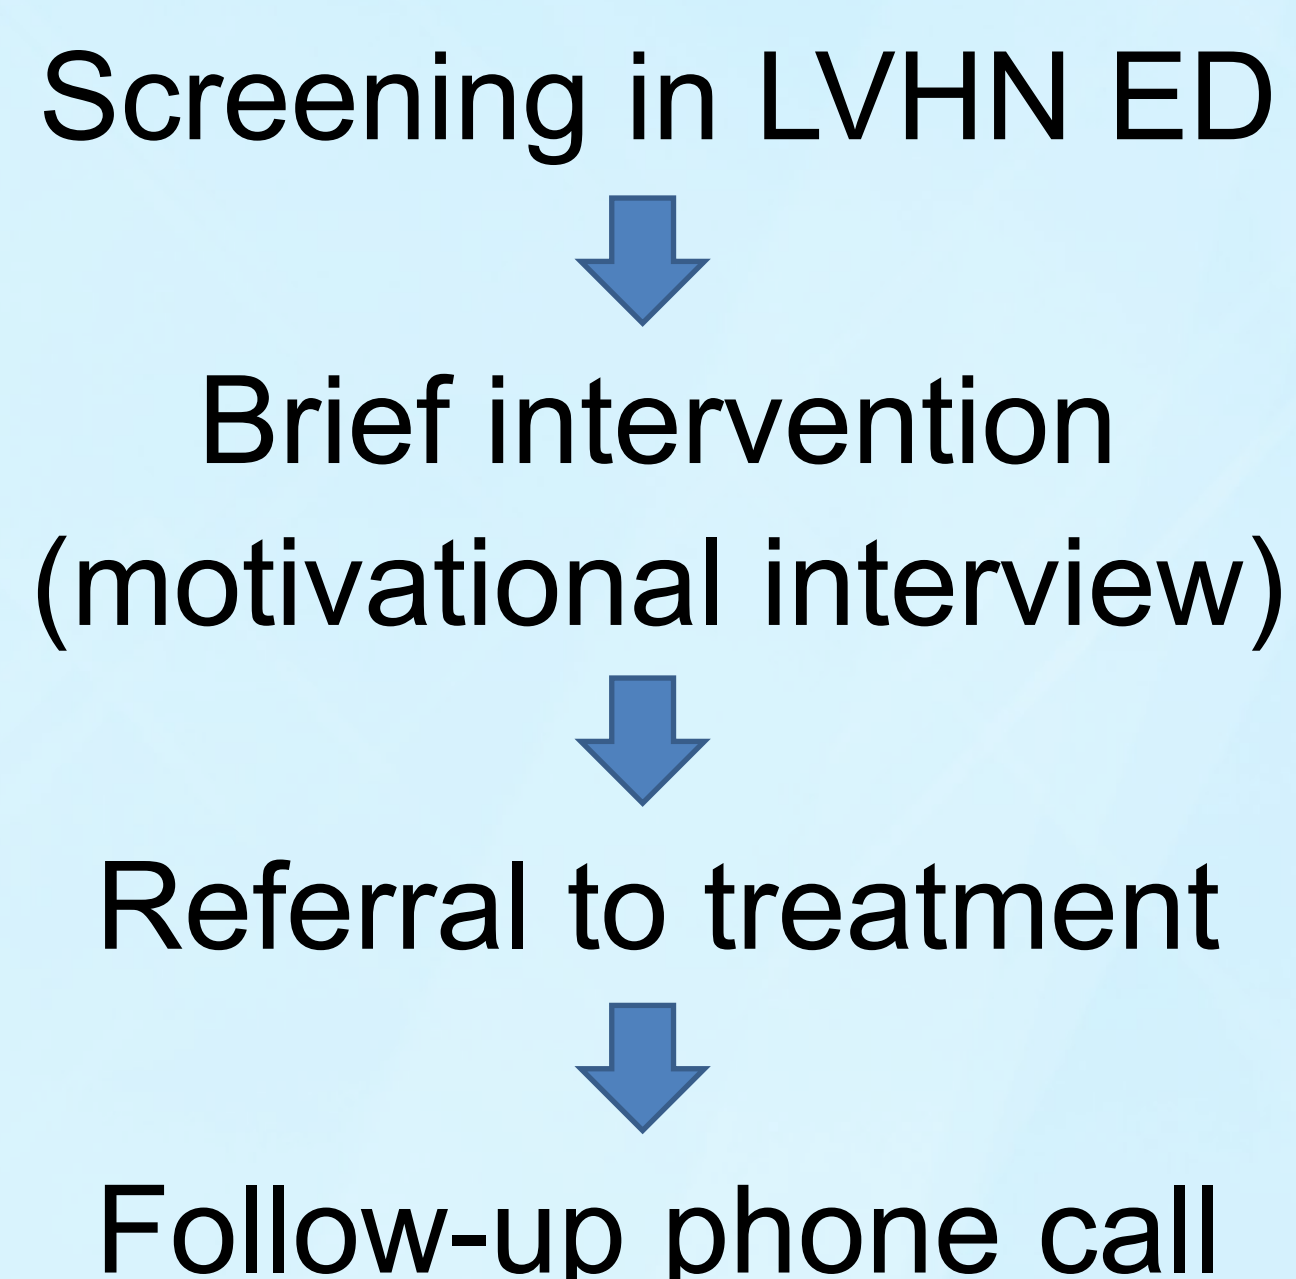 Screening in LVHN ED
Brief intervention
(motivational interview)
Referral to treatment
Follow-up phone call